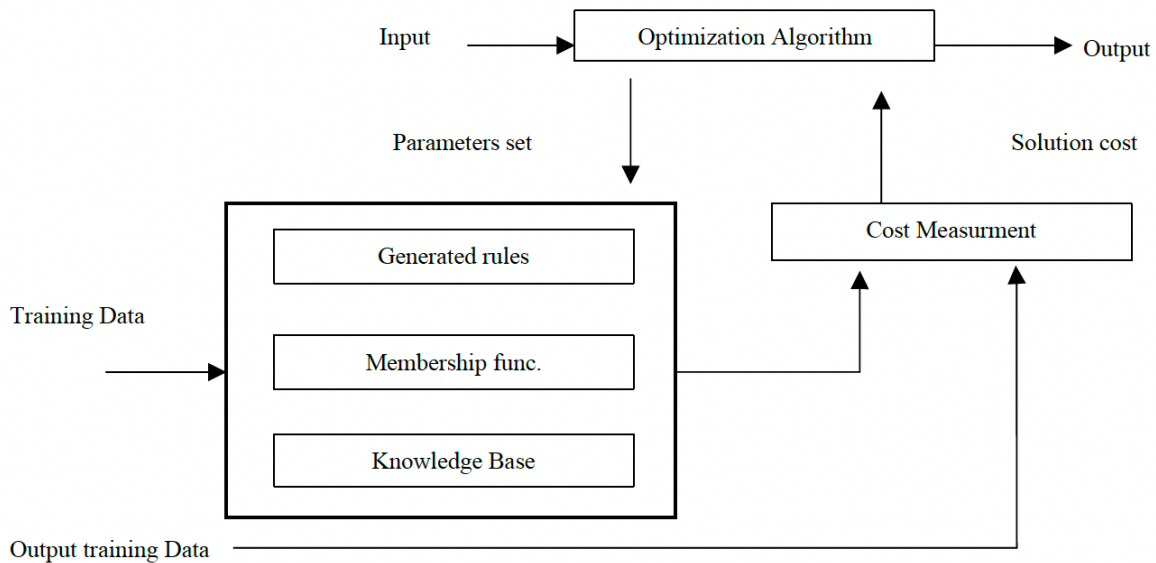 Input
Optimization Algorithm
Output
Parameters set
Solution cost
Cost Measurment
Generated rules
Training Data
Membership func.
Knowledge Base
Output training Data